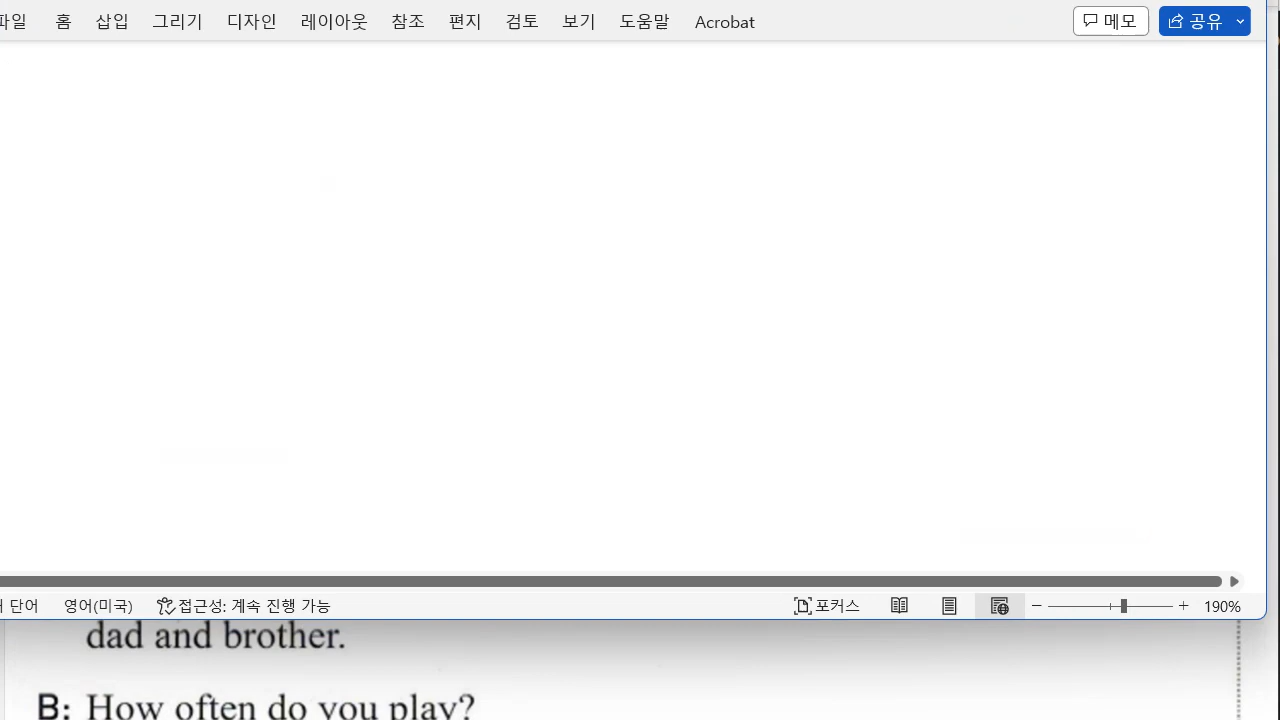 파일 홈 삽입 그리기 디자인 레이아웃 참조 편지 검토 보기 도움말 Acrobat 메모 공유
단어 영어(미국) 접근성: 계속 진행 가능 포커스 190%
dad and brother.
B: How often do you play?